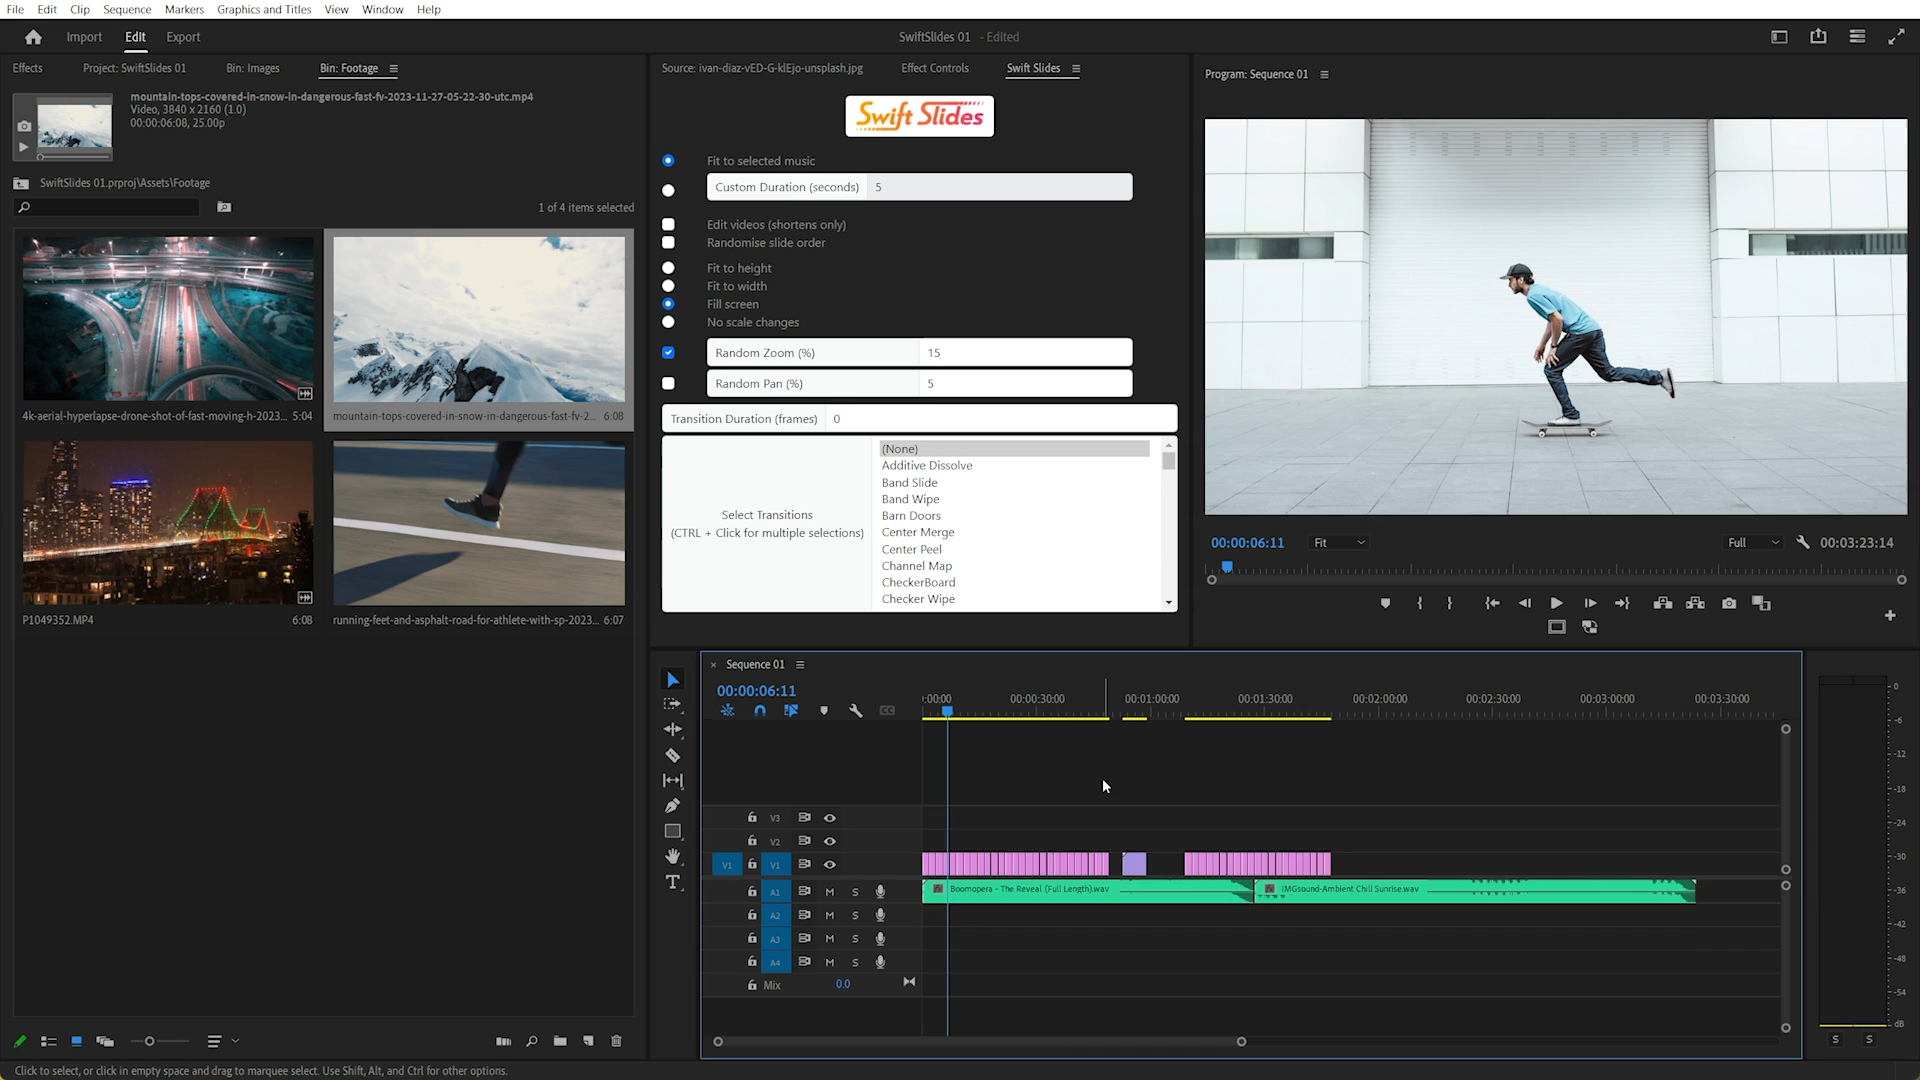 File Edit Clip Sequence Markers Graphics and Titles View Window Help
Import Edit Export
SwiftSlides 01 - Edited
Effects Project: SwiftSlides 01 Bin: Images Bin: Footage
mountain-tops-covered-in-snow-in-dangerous-fast-fv-2023-11-27-05-22-30-utc.mp4
Video, 3840 x 2160 (1.0)
00:00:06:08, 25.00p
SwiftSlides 01.prproj\Assets\Footage
1 of 4 items selected
4k-aerial-hyperlapse-drone-shot-of-fast-moving-h-2023... 5:04
mountain-tops-covered-in-snow-in-dangerous-fast-fv-2... 6:08
P1049352.MP4 6:08
running-feet-and-asphalt-road-for-athlete-with-sp-2023... 6:07
Source: ivan-diaz-vED-G-klEjo-unsplash.jpg Effect Controls Swift Slides
Swift Slides
Fit to selected music
Custom Duration (seconds) 5
Edit videos (shortens only)
Randomise slide order
Fit to height
Fit to width
Fill screen
No scale changes
Random Zoom (%) 15
Random Pan (%) 5
Transition Duration (frames) 0
Select Transitions
(CTRL + Click for multiple selections)
(None)
Additive Dissolve
Band Slide
Band Wipe
Barn Doors
Center Merge
Center Peel
Channel Map
CheckerBoard
Checker Wipe
Program: Sequence 01
00:00:06:11 Fit Full 00:03:23:14
Sequence 01
00:00:06:11
:00:00 00:00:30:00 00:01:00:00 00:01:30:00 00:02:00:00 00:02:30:00 00:03:00:00 00:03:30:00
V3
V2
V1 V1
A1 M S Boomopera - The Reveal (Full Length).wav IMGsound-Ambient Chill Sunrise.wav
A2 M S
A3 M S
A4 M S
Mix 0.0
0
-6
-12
-18
-24
-30
-36
-42
-48
-54
dB
S S
Click to select, or click in empty space and drag to marquee select. Use Shift, Alt, and Ctrl for other options.